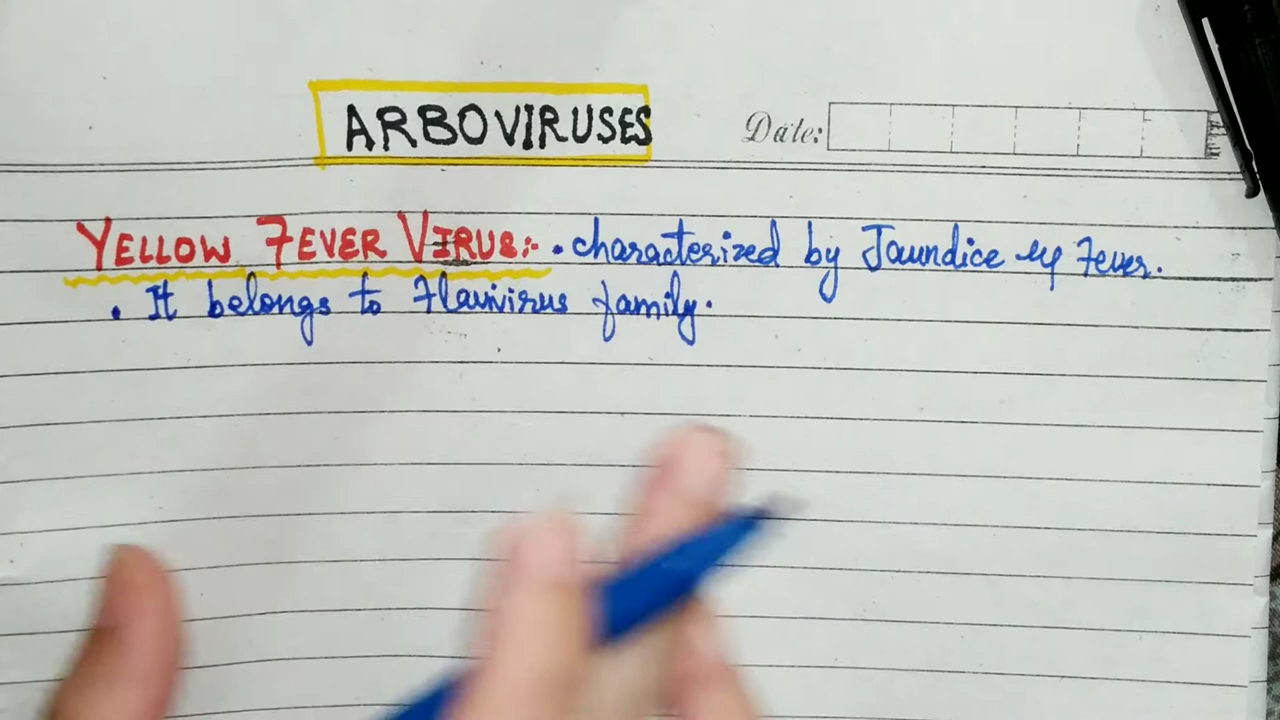 ARBOVIRUSES
Date:
YELLOW FEVER VIRUS:- • characterized by Jaundice & Fever.
• It belongs to Flavivirus family.